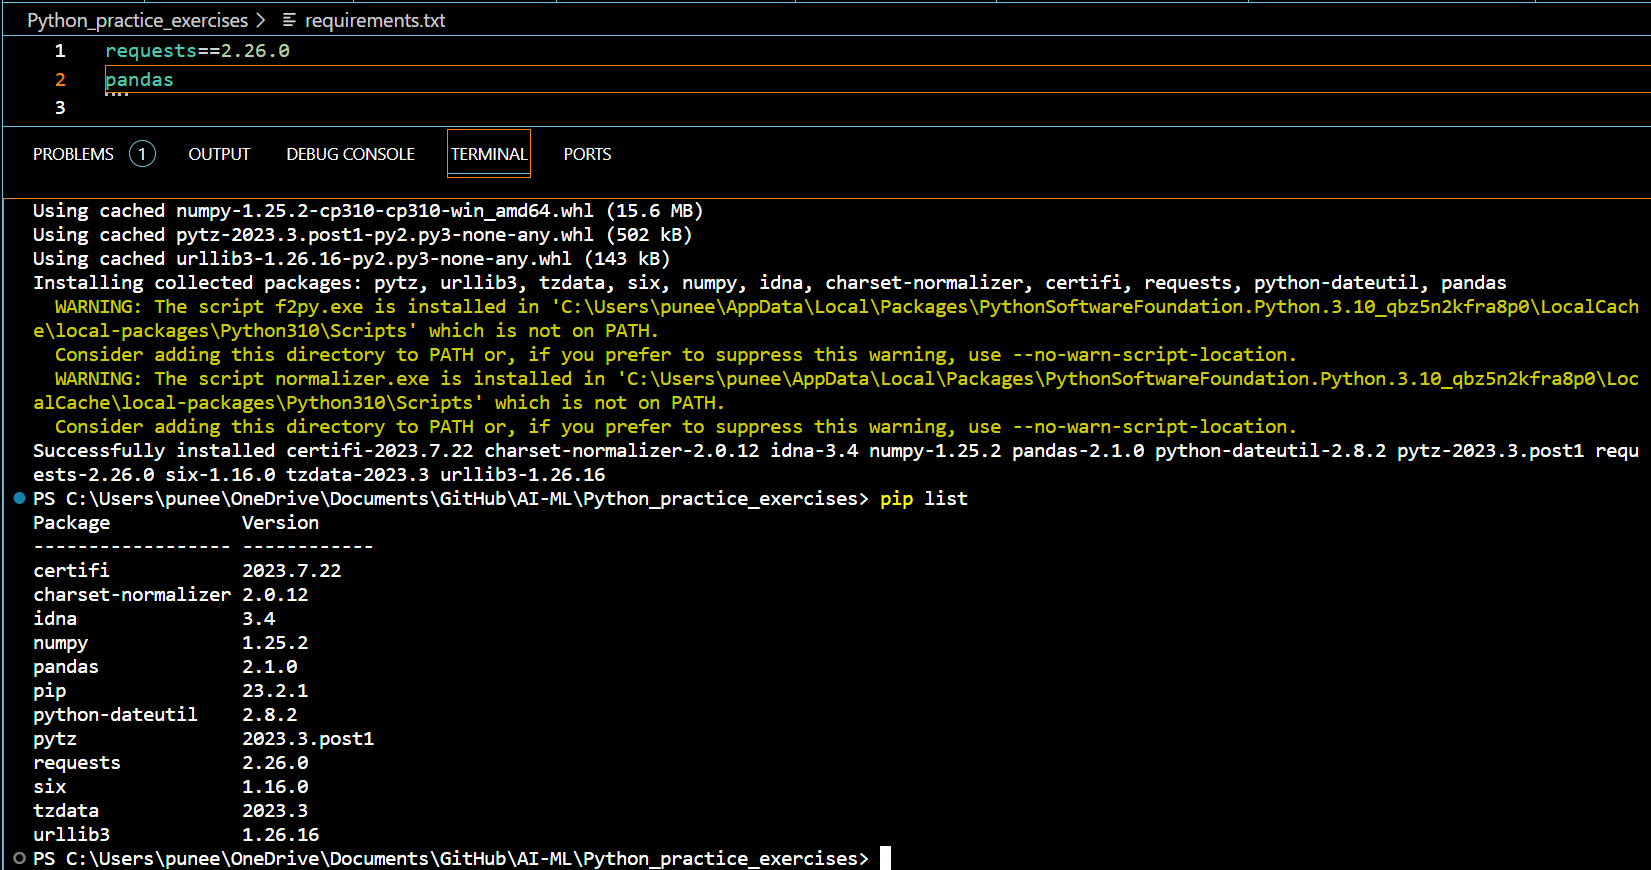 Python_practice_exercises > requirements.txt
1 requests==2.26.0
2 pandas
3
PROBLEMS 1 OUTPUT DEBUG CONSOLE TERMINAL PORTS
Using cached numpy-1.25.2-cp310-cp310-win_amd64.whl (15.6 MB)
Using cached pytz-2023.3.post1-py2.py3-none-any.whl (502 kB)
Using cached urllib3-1.26.16-py2.py3-none-any.whl (143 kB)
Installing collected packages: pytz, urllib3, tzdata, six, numpy, idna, charset-normalizer, certifi, requests, python-dateutil, pandas
WARNING: The script f2py.exe is installed in 'C:\Users\punee\AppData\Local\Packages\PythonSoftwareFoundation.Python.3.10_qbz5n2kfra8p0\LocalCach
e\local-packages\Python310\Scripts' which is not on PATH.
Consider adding this directory to PATH or, if you prefer to suppress this warning, use --no-warn-script-location.
WARNING: The script normalizer.exe is installed in 'C:\Users\punee\AppData\Local\Packages\PythonSoftwareFoundation.Python.3.10_qbz5n2kfra8p0\Loc
alCache\local-packages\Python310\Scripts' which is not on PATH.
Consider adding this directory to PATH or, if you prefer to suppress this warning, use --no-warn-script-location.
Successfully installed certifi-2023.7.22 charset-normalizer-2.0.12 idna-3.4 numpy-1.25.2 pandas-2.1.0 python-dateutil-2.8.2 pytz-2023.3.post1 requ
ests-2.26.0 six-1.16.0 tzdata-2023.3 urllib3-1.26.16
PS C:\Users\punee\OneDrive\Documents\GitHub\AI-ML\Python_practice_exercises> pip list
Package Version
------------------ ------------
certifi 2023.7.22
charset-normalizer 2.0.12
idna 3.4
numpy 1.25.2
pandas 2.1.0
pip 23.2.1
python-dateutil 2.8.2
pytz 2023.3.post1
requests 2.26.0
six 1.16.0
tzdata 2023.3
urllib3 1.26.16
PS C:\Users\punee\OneDrive\Documents\GitHub\AI-ML\Python_practice_exercises>